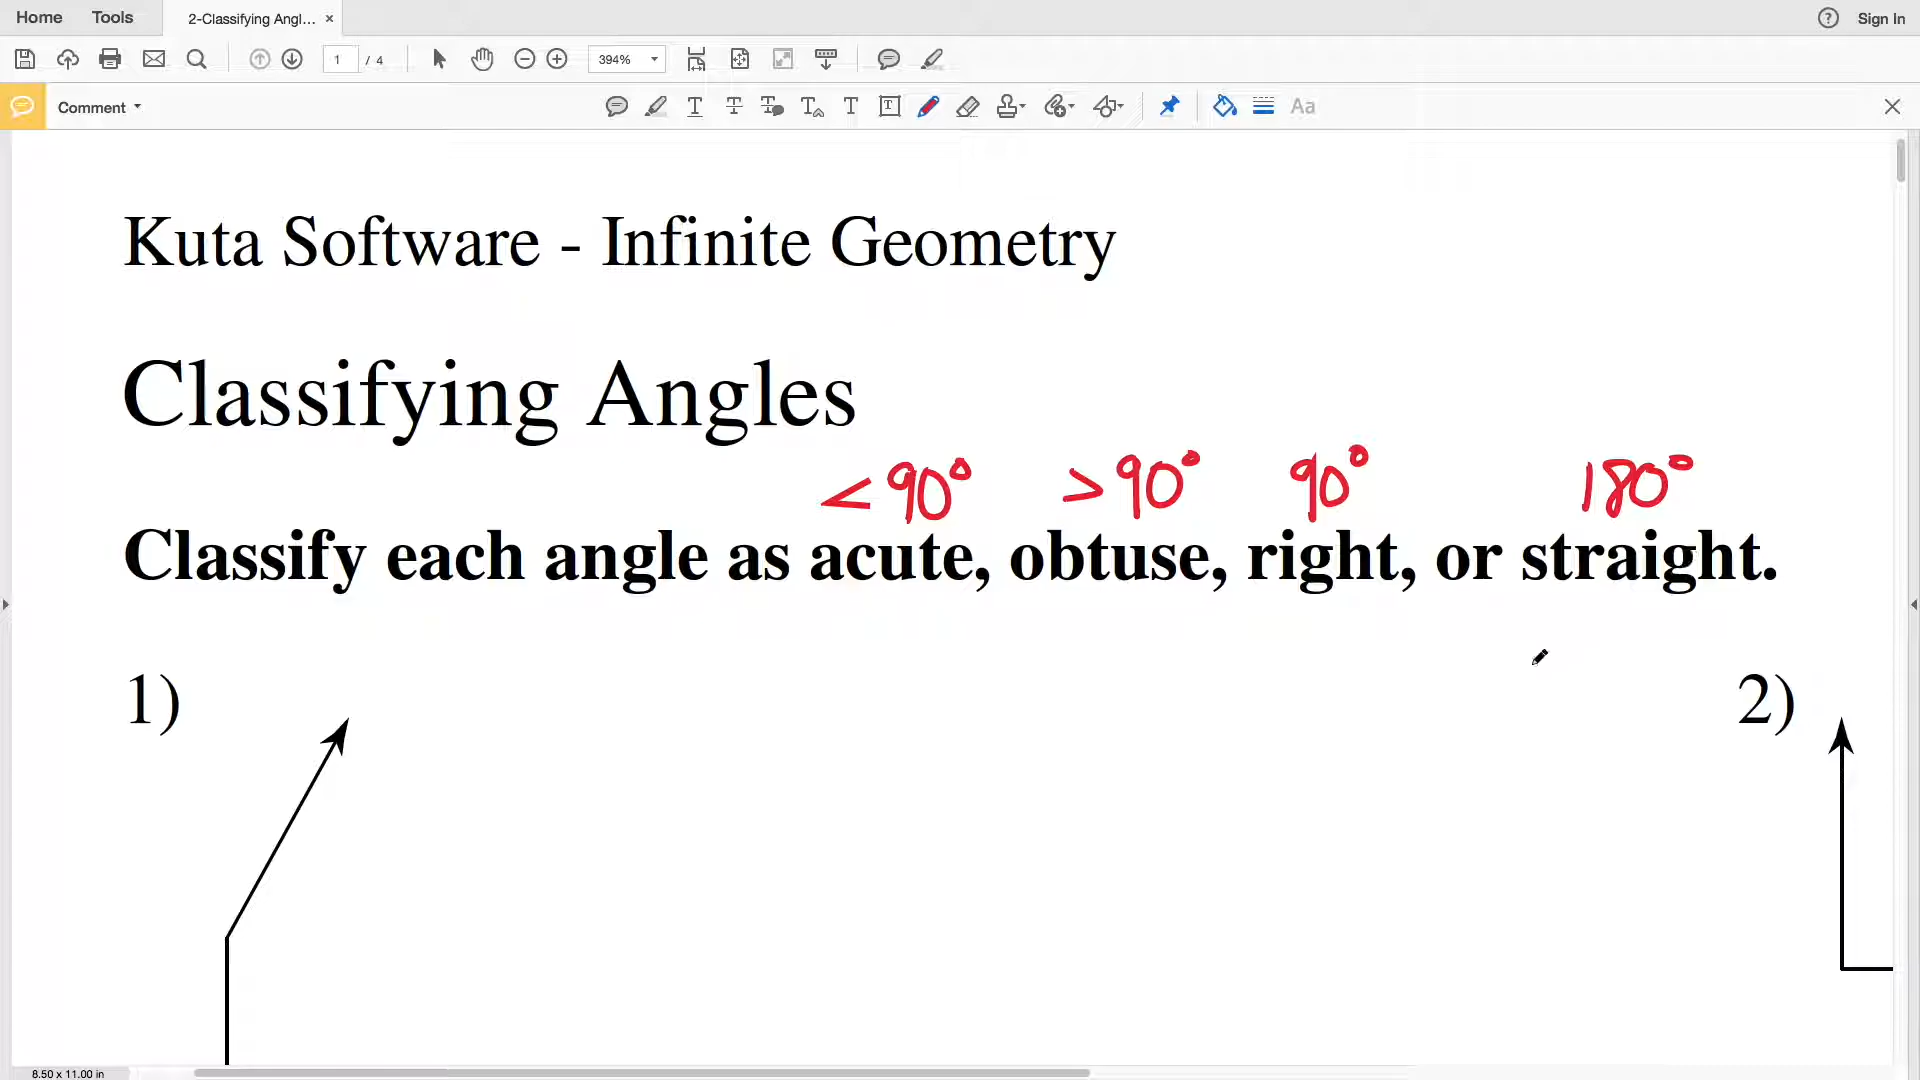 Home Tools 2-Classifying Angl... × ? Sign In
1 / 4 394%
Comment T T T T T T Aa
Kuta Software - Infinite Geometry
Classifying Angles
< 90° > 90° 90° 180°
Classify each angle as acute, obtuse, right, or straight.
1) 2)
8.50 x 11.00 in